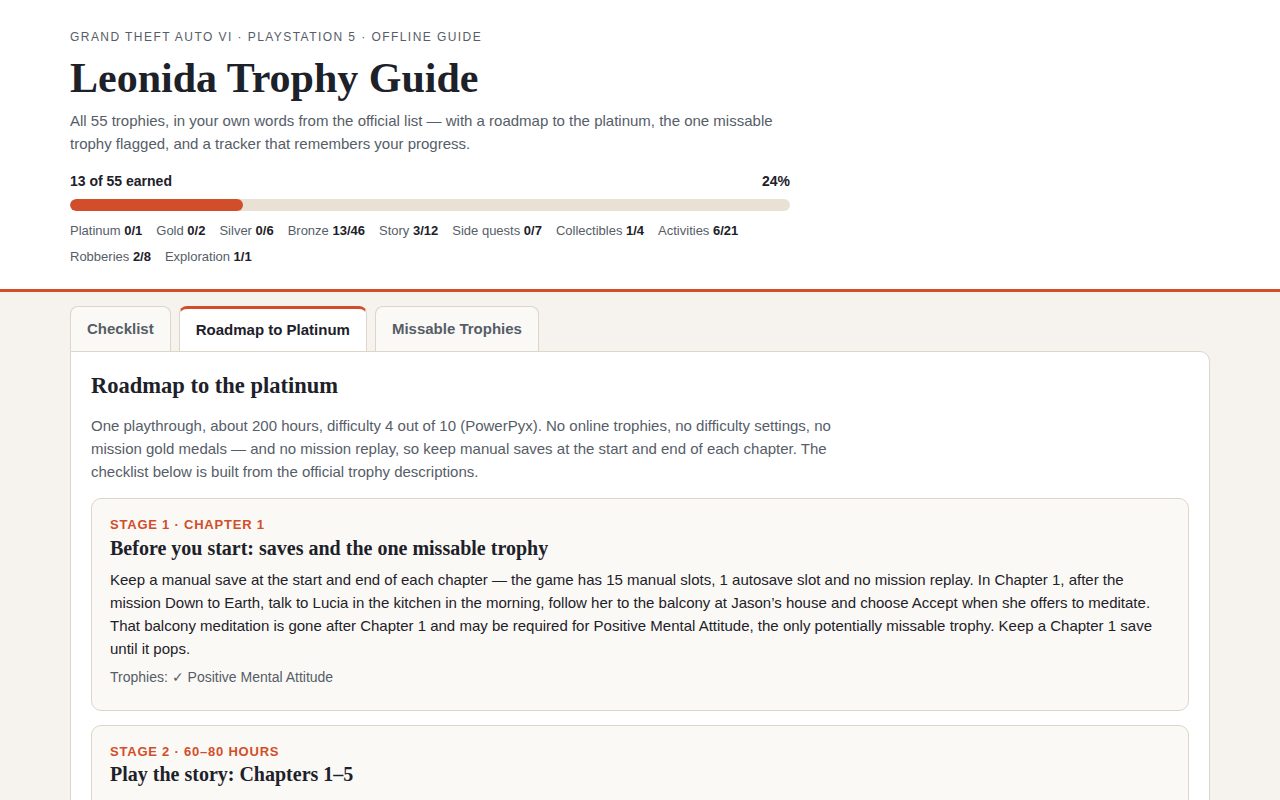 GRAND THEFT AUTO VI · PLAYSTATION 5 · OFFLINE GUIDE
Leonida Trophy Guide
All 55 trophies, in your own words from the official list — with a roadmap to the platinum, the one missable
trophy flagged, and a tracker that remembers your progress.
13 of 55 earned 24%
Platinum 0/1 Gold 0/2 Silver 0/6 Bronze 13/46 Story 3/12 Side quests 0/7 Collectibles 1/4 Activities 6/21
Robberies 2/8 Exploration 1/1
Checklist Roadmap to Platinum Missable Trophies
Roadmap to the platinum
One playthrough, about 200 hours, difficulty 4 out of 10 (PowerPyx). No online trophies, no difficulty settings, no
mission gold medals — and no mission replay, so keep manual saves at the start and end of each chapter. The
checklist below is built from the official trophy descriptions.
STAGE 1 · CHAPTER 1
Before you start: saves and the one missable trophy
Keep a manual save at the start and end of each chapter — the game has 15 manual slots, 1 autosave slot and no mission replay. In Chapter 1, after the
mission Down to Earth, talk to Lucia in the kitchen in the morning, follow her to the balcony at Jason’s house and choose Accept when she offers to meditate.
That balcony meditation is gone after Chapter 1 and may be required for Positive Mental Attitude, the only potentially missable trophy. Keep a Chapter 1 save
until it pops.
Trophies: ✓ Positive Mental Attitude
STAGE 2 · 60–80 HOURS
Play the story: Chapters 1–5